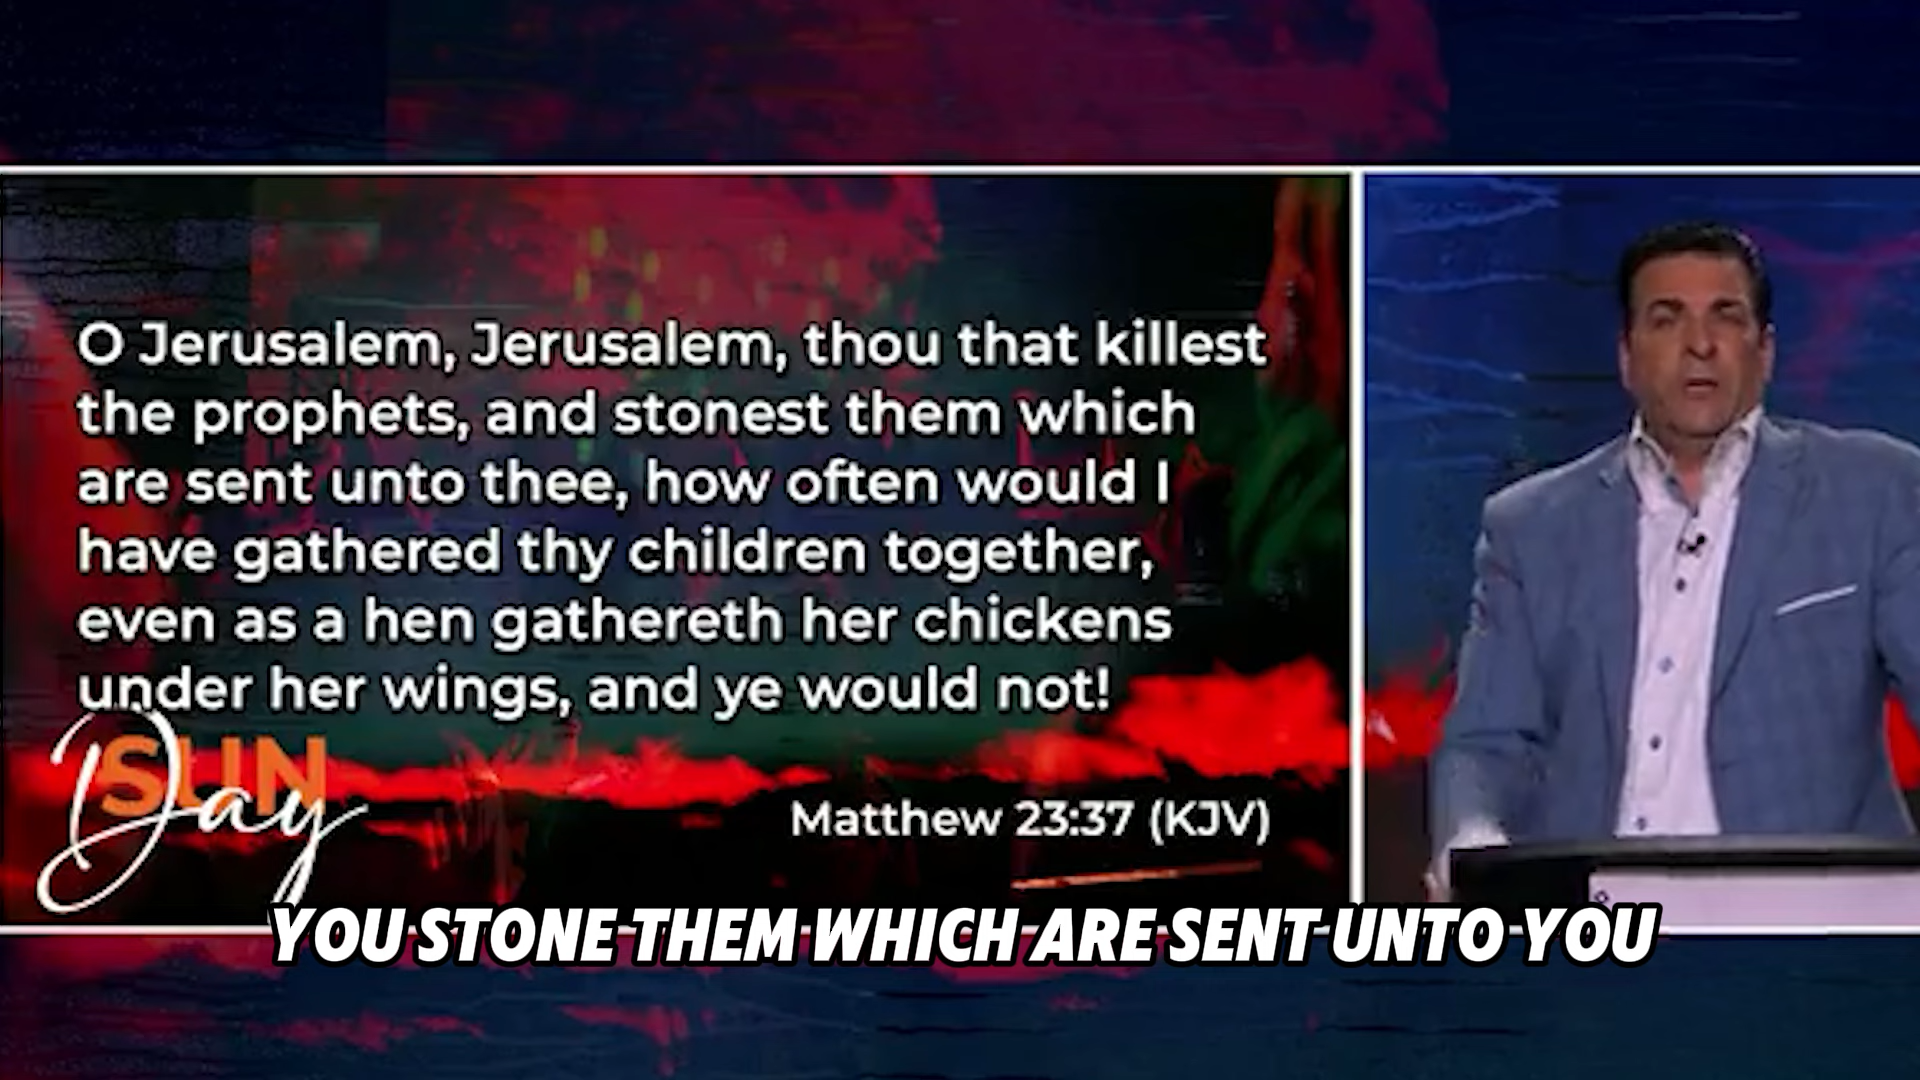 O Jerusalem, Jerusalem, thou that killest
the prophets, and stonest them which
are sent unto thee, how often would I
have gathered thy children together,
even as a hen gathereth her chickens
under her wings, and ye would not!
SUN
Day
Matthew 23:37 (KJV)
YOU STONE THEM WHICH ARE SENT UNTO YOU